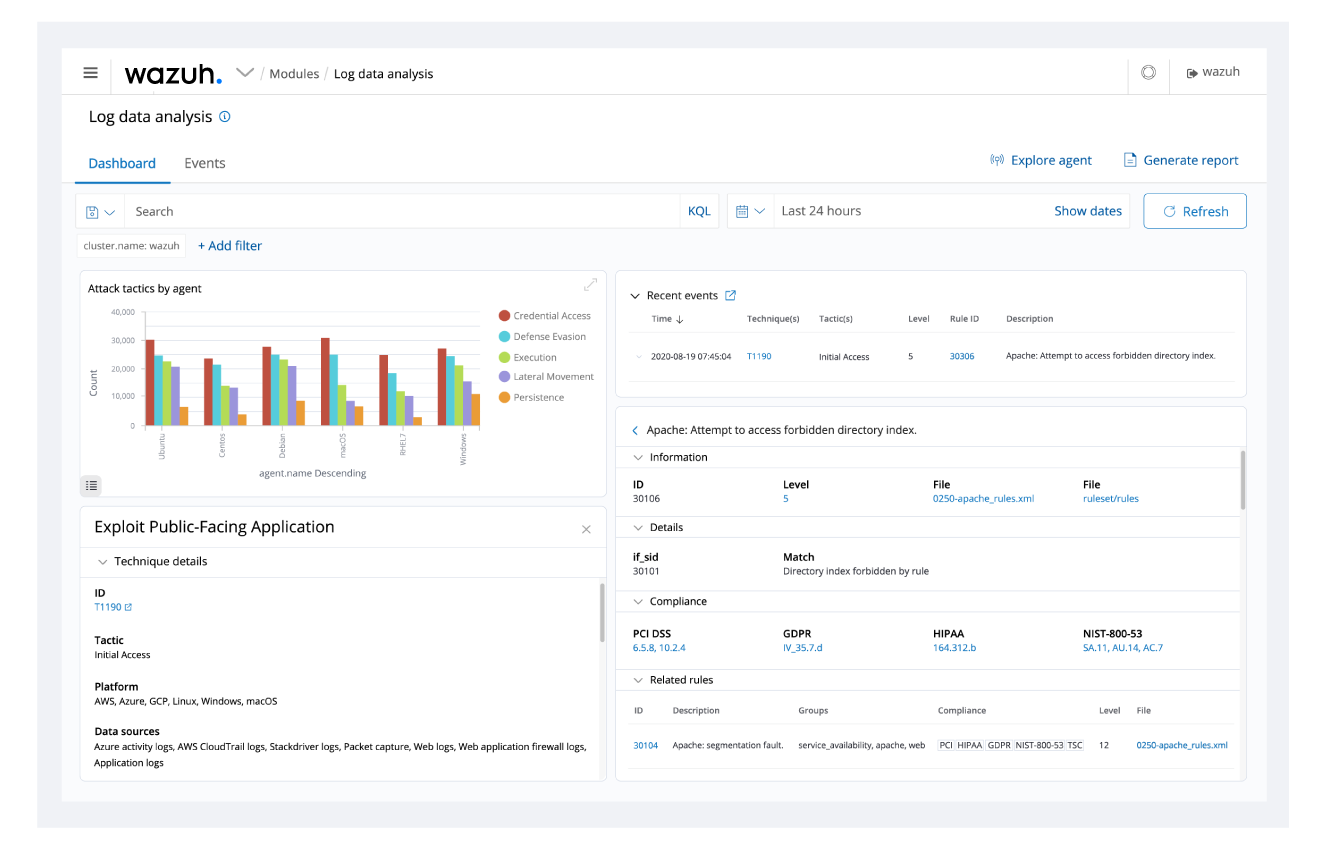 wazuh. / Modules / Log data analysis
wazuh
Log data analysis
Dashboard Events
Explore agent Generate report
Search KQL Last 24 hours Show dates Refresh
cluster.name: wazuh + Add filter
Attack tactics by agent
40,000
30,000
20,000
10,000
0
Count
Ubuntu
Centos
Debian
macOS
RHEL7
Windows
agent.name Descending
Credential Access
Defense Evasion
Execution
Lateral Movement
Persistence
Exploit Public-Facing Application
Technique details
ID
T1190
Tactic
Initial Access
Platform
AWS, Azure, GCP, Linux, Windows, macOS
Data sources
Azure activity logs, AWS CloudTrail logs, Stackdriver logs, Packet capture, Web logs, Web application firewall logs,
Application logs
Recent events
Time Technique(s) Tactic(s) Level Rule ID Description
2020-08-19 07:45:04 T1190 Initial Access 5 30306 Apache: Attempt to access forbidden directory index.
Apache: Attempt to access forbidden directory index.
Information
ID Level File File
30106 5 0250-apache_rules.xml ruleset/rules
Details
if_sid Match
30101 Directory index forbidden by rule
Compliance
PCI DSS GDPR HIPAA NIST-800-53
6.5.8, 10.2.4 IV_35.7.d 164.312.b SA.11, AU.14, AC.7
Related rules
ID Description Groups Compliance Level File
30104 Apache: segmentation fault. service_availability, apache, web PCI HIPAA GDPR NIST-800-53 TSC 12 0250-apache_rules.xml